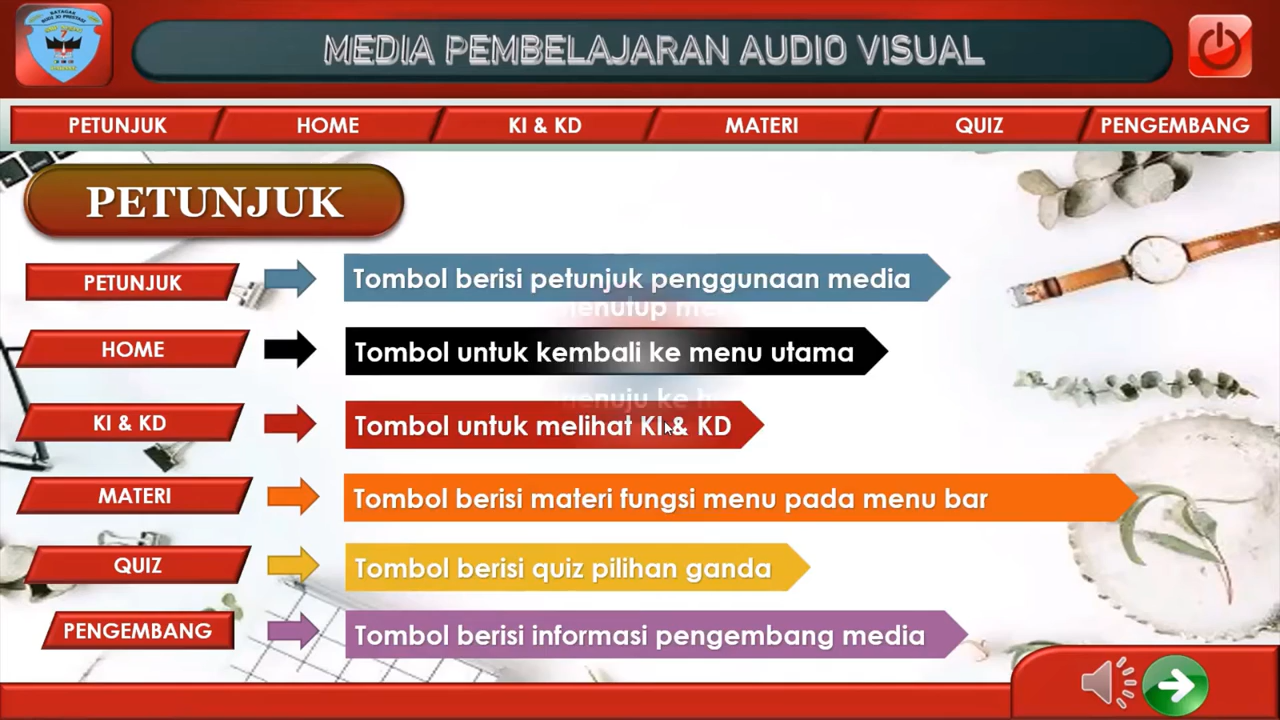 MEDIA PEMBELAJARAN AUDIO VISUAL
PETUNJUK HOME KI & KD MATERI QUIZ PENGEMBANG
PETUNJUK
PETUNJUK Tombol berisi petunjuk penggunaan media
HOME Tombol untuk kembali ke menu utama
KI & KD Tombol untuk melihat KI & KD
MATERI Tombol berisi materi fungsi menu pada menu bar
QUIZ Tombol berisi quiz pilihan ganda
PENGEMBANG Tombol berisi informasi pengembang media